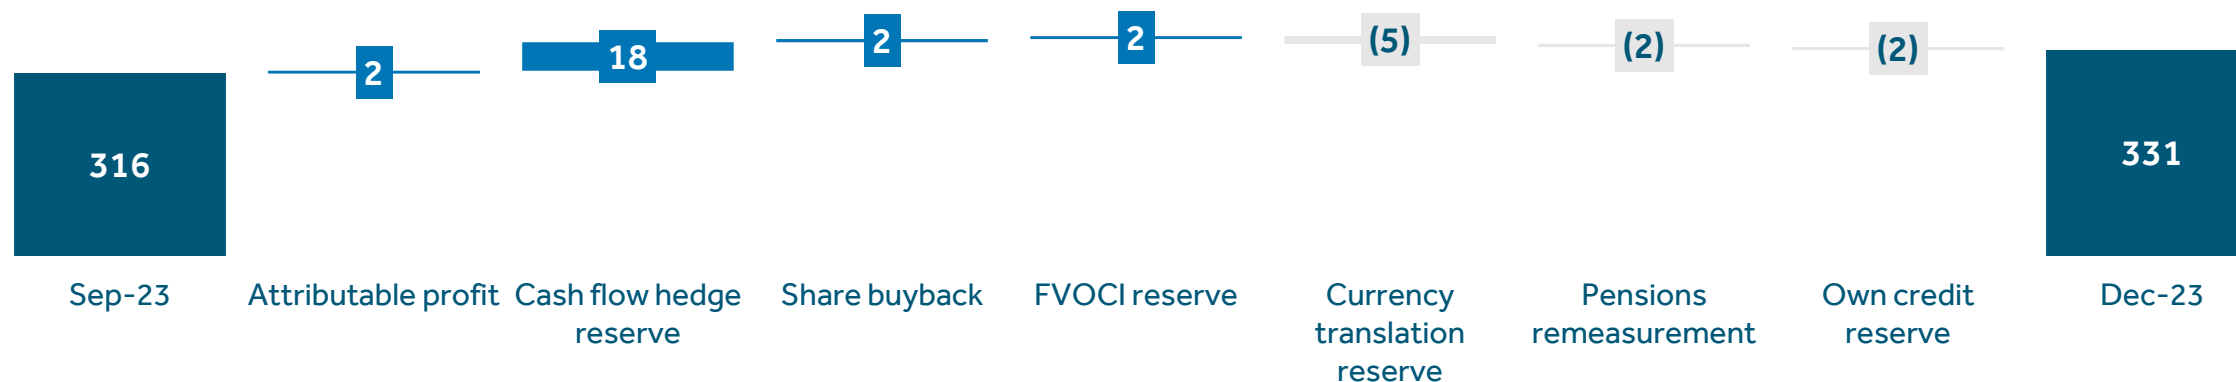 2
18
2
2
(5)
(2)
(2)
316
331
Sep-23
Attributable profit
Cash flow hedge
reserve
Share buyback
FVOCI reserve
Currency
translation
reserve
Pensions
remeasurement
Own credit
reserve
Dec-23